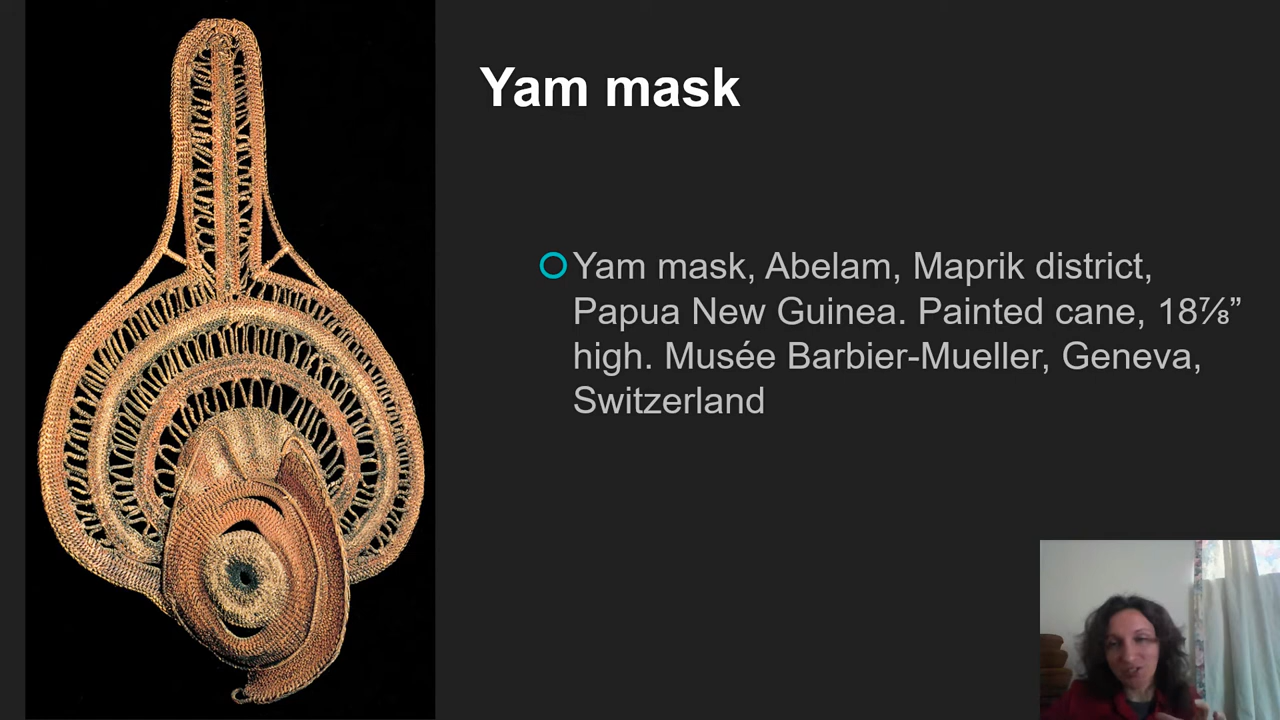 Yam mask
Yam mask, Abelam, Maprik district,
Papua New Guinea. Painted cane, 18⅞”
high. Musée Barbier-Mueller, Geneva,
Switzerland